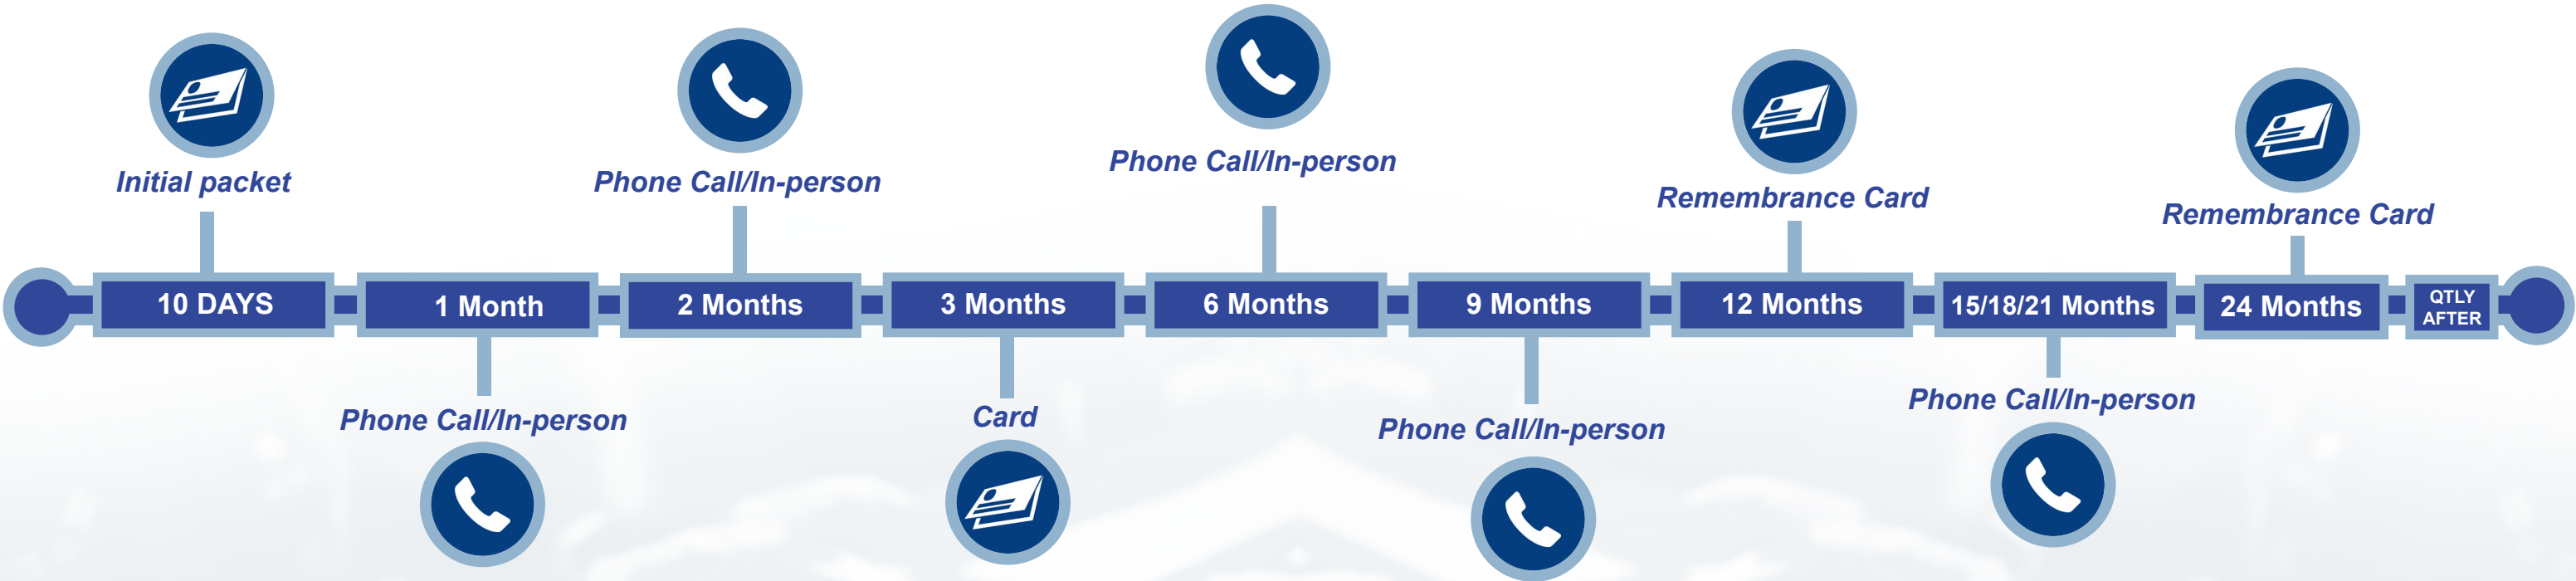 Initial packet
Phone Call/In-person
Phone Call/In-person
Remembrance Card
Remembrance Card
10 DAYS
1 Month
2 Months
3 Months
6 Months
9 Months
12 Months
15/18/21 Months
24 Months
QTLY
AFTER
Phone Call/In-person
Card
Phone Call/In-person
Phone Call/In-person